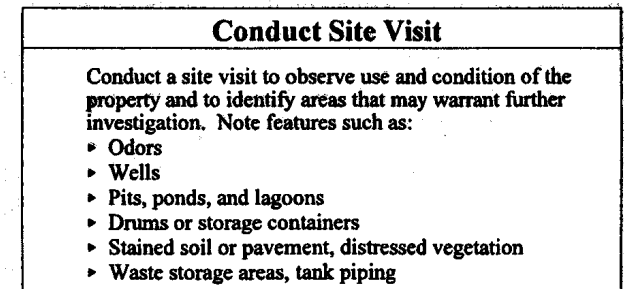 Conduct Site Visit
Conduct a site visit to observe use and condition of the
property and to identify areas that may warrant further
investigation. Note features such as:
▸ Odors
▸ Wells
▸ Pits, ponds, and lagoons
▸ Drums or storage containers
▸ Stained soil or pavement, distressed vegetation
▸ Waste storage areas, tank piping